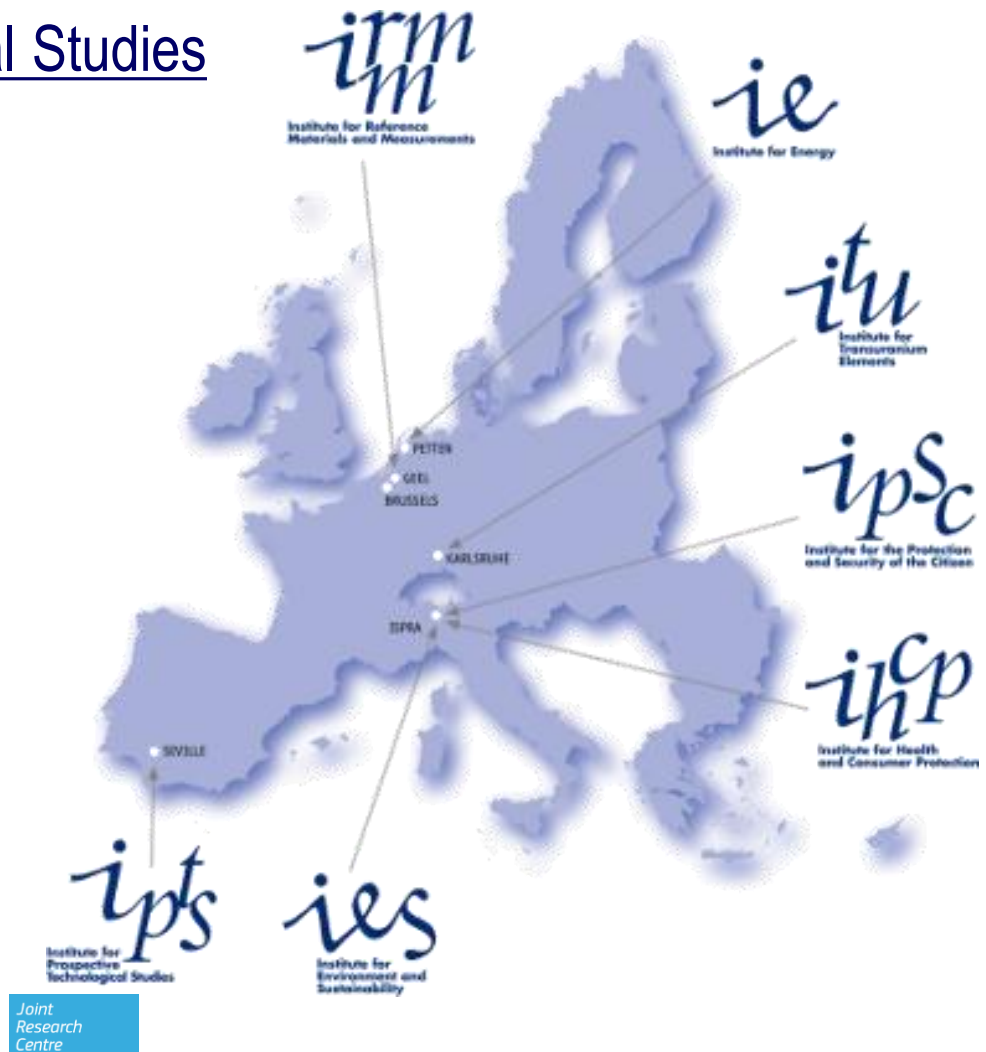 al Studies
irmm
Institute for Reference
Materials and Measurements
ie
Institute for Energy
itu
Institute for
Transuranium
Elements
PETTEN
GEEL
BRUSSELS
ipsc
Institute for the Protection
and Security of the Citizen
KARLSRUHE
ISPRA
ihcp
Institute for Health
and Consumer Protection
SEVILLE
ipts
Institute for
Prospective
Technological Studies
ies
Institute for
Environment and
Sustainability
Joint
Research
Centre